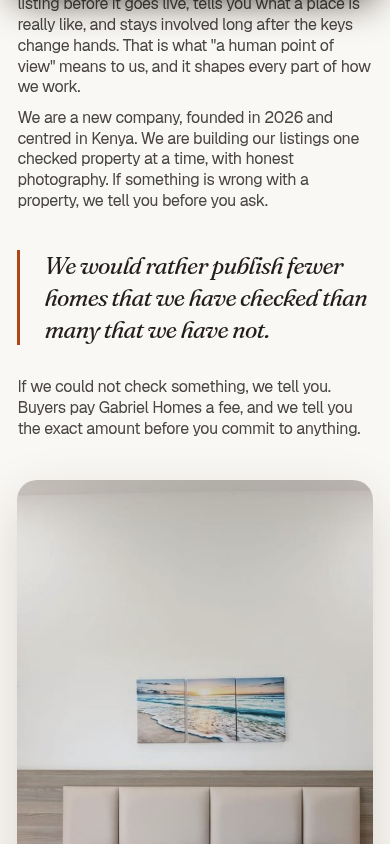 listing before it goes live, tells you what a place is
really like, and stays involved long after the keys
change hands. That is what "a human point of
view" means to us, and it shapes every part of how
we work.
We are a new company, founded in 2026 and
centred in Kenya. We are building our listings one
checked property at a time, with honest
photography. If something is wrong with a
property, we tell you before you ask.
We would rather publish fewer
homes that we have checked than
many that we have not.
If we could not check something, we tell you.
Buyers pay Gabriel Homes a fee, and we tell you
the exact amount before you commit to anything.